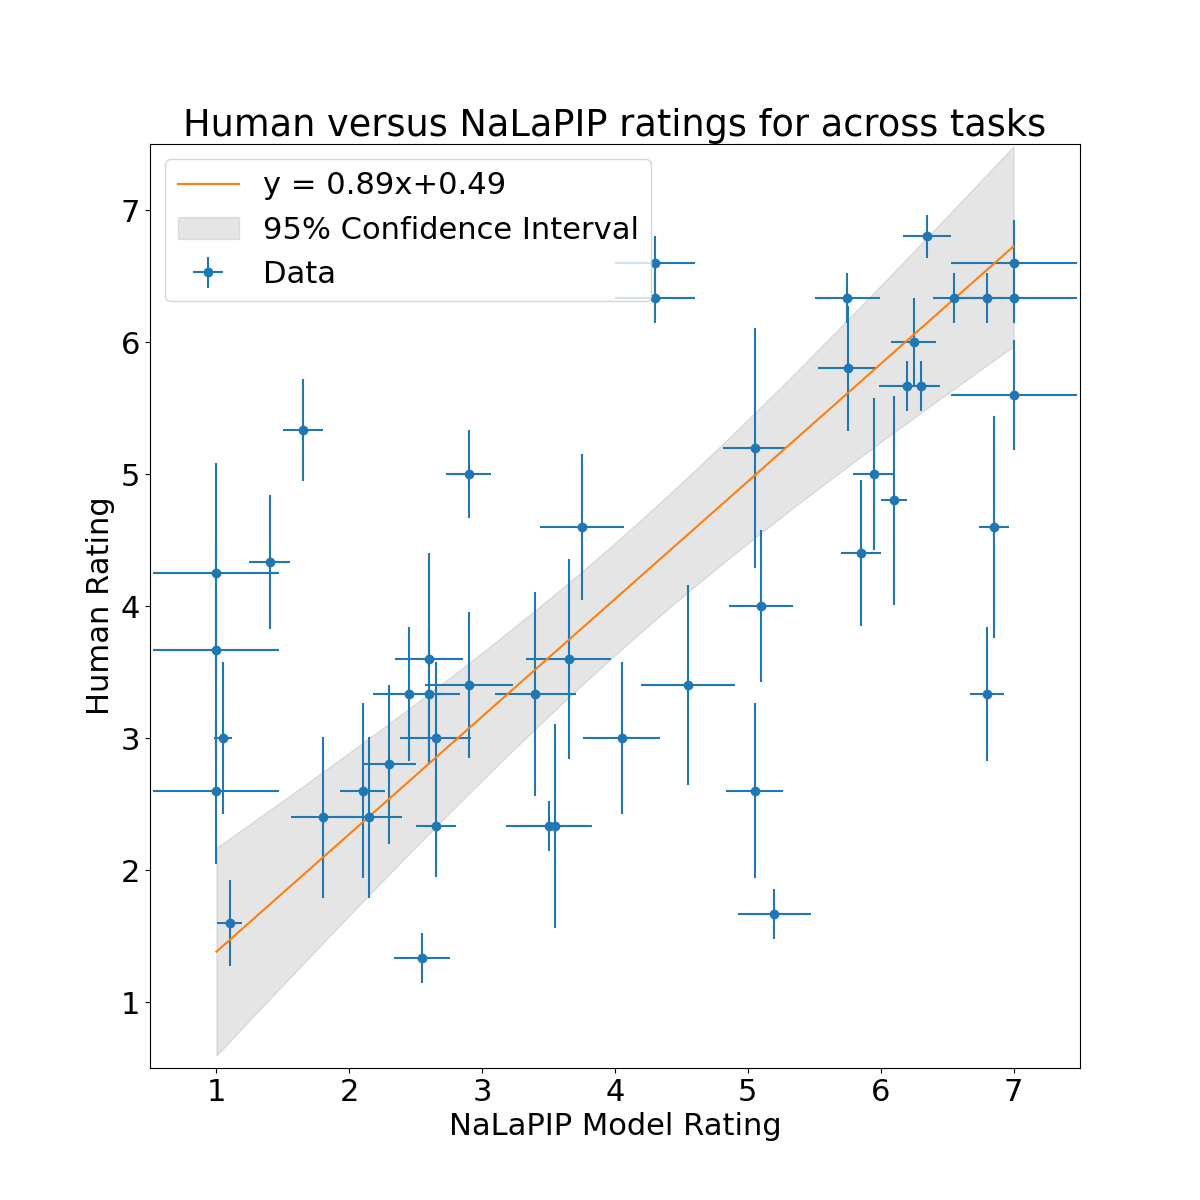 Human versus NaLaPIP ratings for across tasks
y = 0.89x+0.49
95% Confidence Interval
Data
7
6
5
4
3
2
1
Human Rating
1 2 3 4 5 6 7
NaLaPIP Model Rating